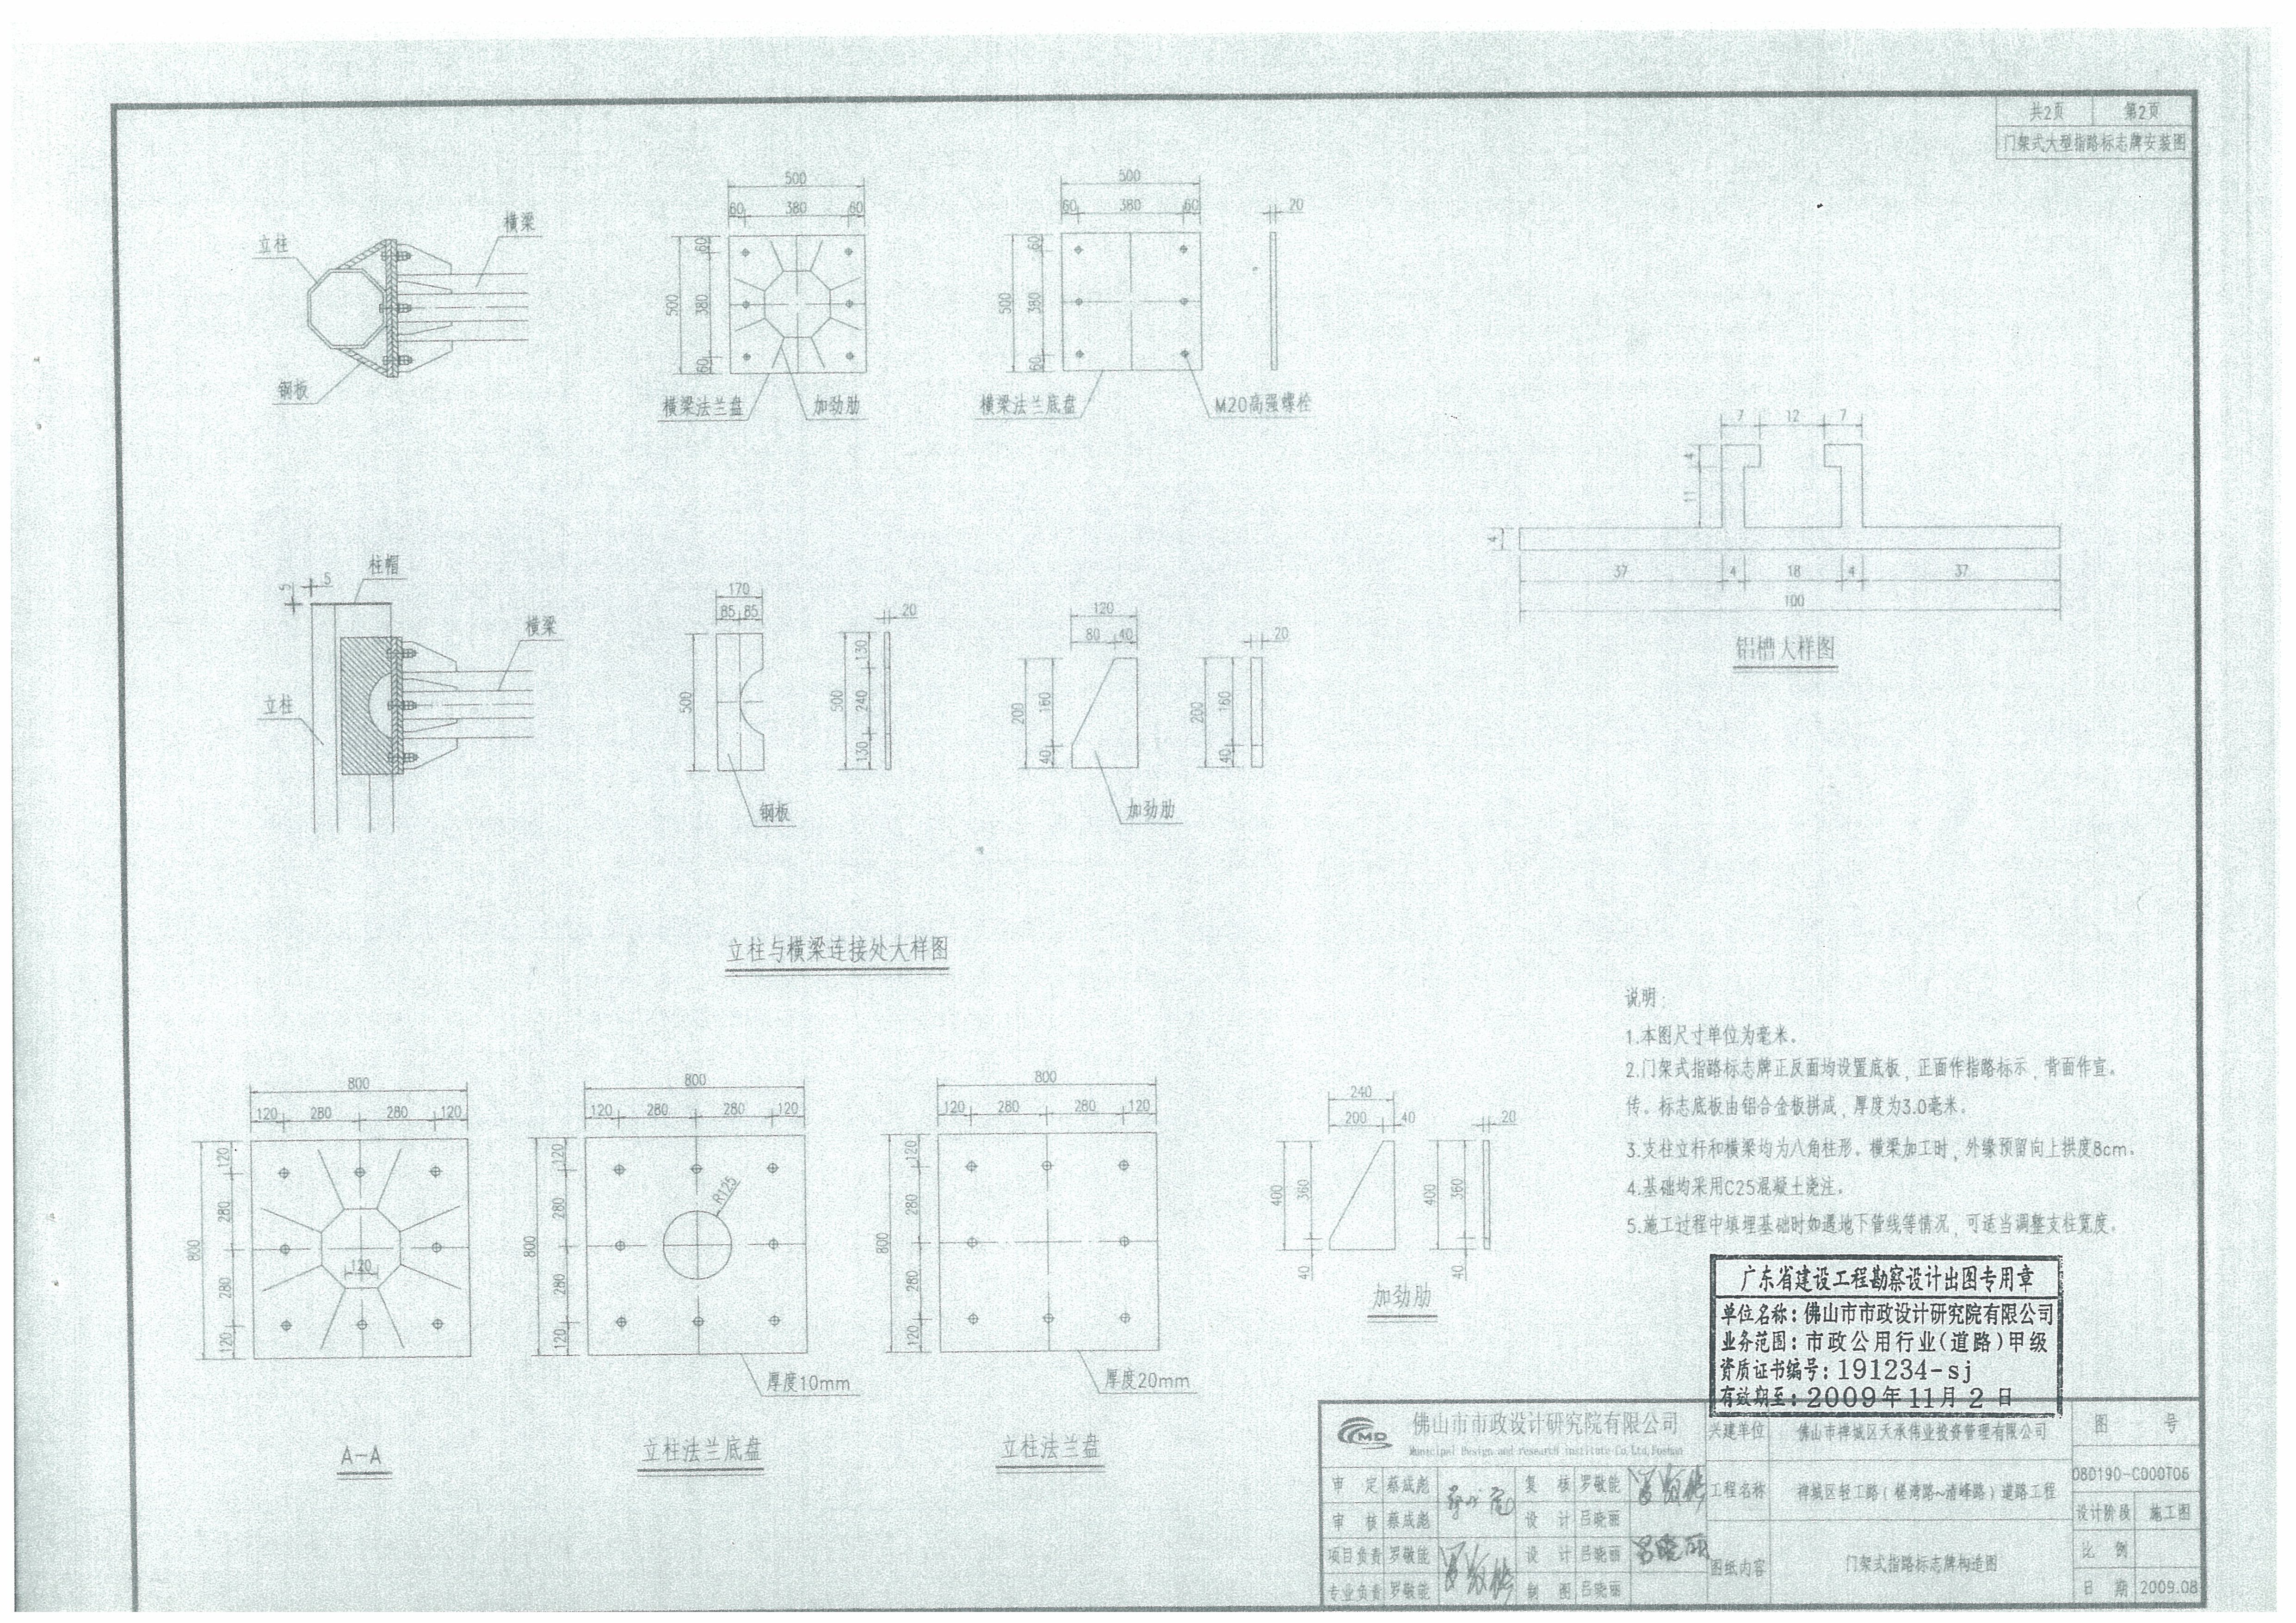 共2页 第2页
门架式大型指路标志牌安装图
500
60 380 60
500
60 380 60
20
立柱
横梁
60
500 380
60
60
500 380
60
钢板
横梁法兰盘
加劲肋
横梁法兰底盘
M20高强螺栓
7 12 7
4
11
4
37 4 18 4 37
100
铝槽大样图
柱帽
5
5
横梁
立柱
170
85 85
500
20
130
500 240
130
120
80 40
200 160
40
20
200 160
40
钢板
加劲肋
立柱与横梁连接处大样图
说明:
1.本图尺寸单位为毫米。
2.门架式指路标志牌正反面均设置底板,正面作指路标示,背面作宣。
传。标志底板由铝合金板拼成,厚度为3.0毫米。
3.支柱立杆和横梁均为八角柱形。横梁加工时,外缘预留向上拱度8cm。
4.基础均采用C25混凝土浇注。
5.施工过程中填埋基础时如遇地下管线等情况,可适当调整支柱宽度。
800
120 280 280 120
120
280
800
280
120
120
A-A
800
120 280 280 120
120
280
800
280
120
R125
厚度10mm
立柱法兰底盘
800
120 280 280 120
120
280
800
280
120
厚度20mm
立柱法兰盘
240
200 40
400 360
40
20
400 360
40
加劲肋
广东省建设工程勘察设计出图专用章
单位名称:佛山市市政设计研究院有限公司
业务范围:市政公用行业(道路)甲级
资质证书编号:191234-sj
有效期至:2009年11月2日
CMD
佛山市市政设计研究院有限公司
Municipal Design and research institute Co.Ltd.Foshan
兴建单位 佛山市禅城区天承伟业投资管理有限公司
图 号
08D190-C000T06
审 定 蔡成彪 复 核 罗敬能
工程名称 禅城区轻工路(槎湾路~清峰路)道路工程
设计阶段 施工图
审 核 蔡成彪 设 计 吕晓丽
项目负责 罗敬能 设 计 吕晓丽
图纸内容 门架式指路标志牌构造图
比 例
专业负责 罗敬能 制 图 吕晓丽
日 期 2009.08